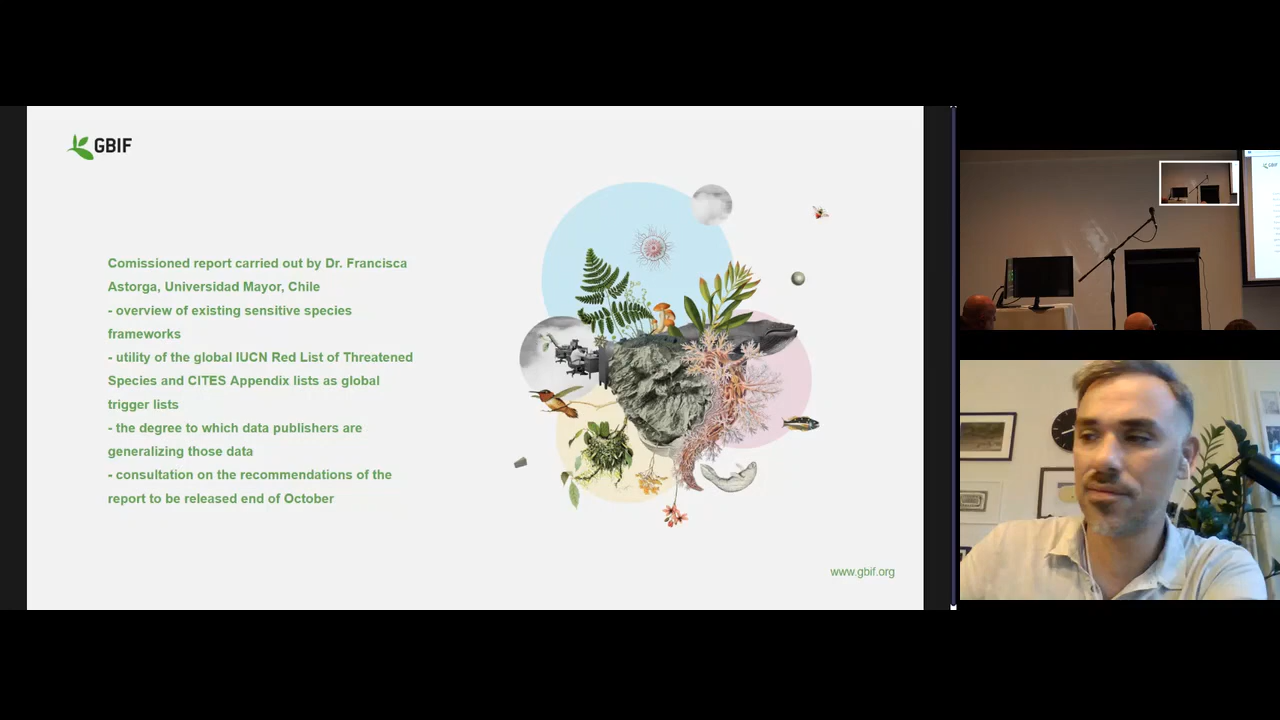 GBIF
Comissioned report carried out by Dr. Francisca
Astorga, Universidad Mayor, Chile
- overview of existing sensitive species
frameworks
- utility of the global IUCN Red List of Threatened
Species and CITES Appendix lists as global
trigger lists
- the degree to which data publishers are
generalizing those data
- consultation on the recommendations of the
report to be released end of October
www.gbif.org